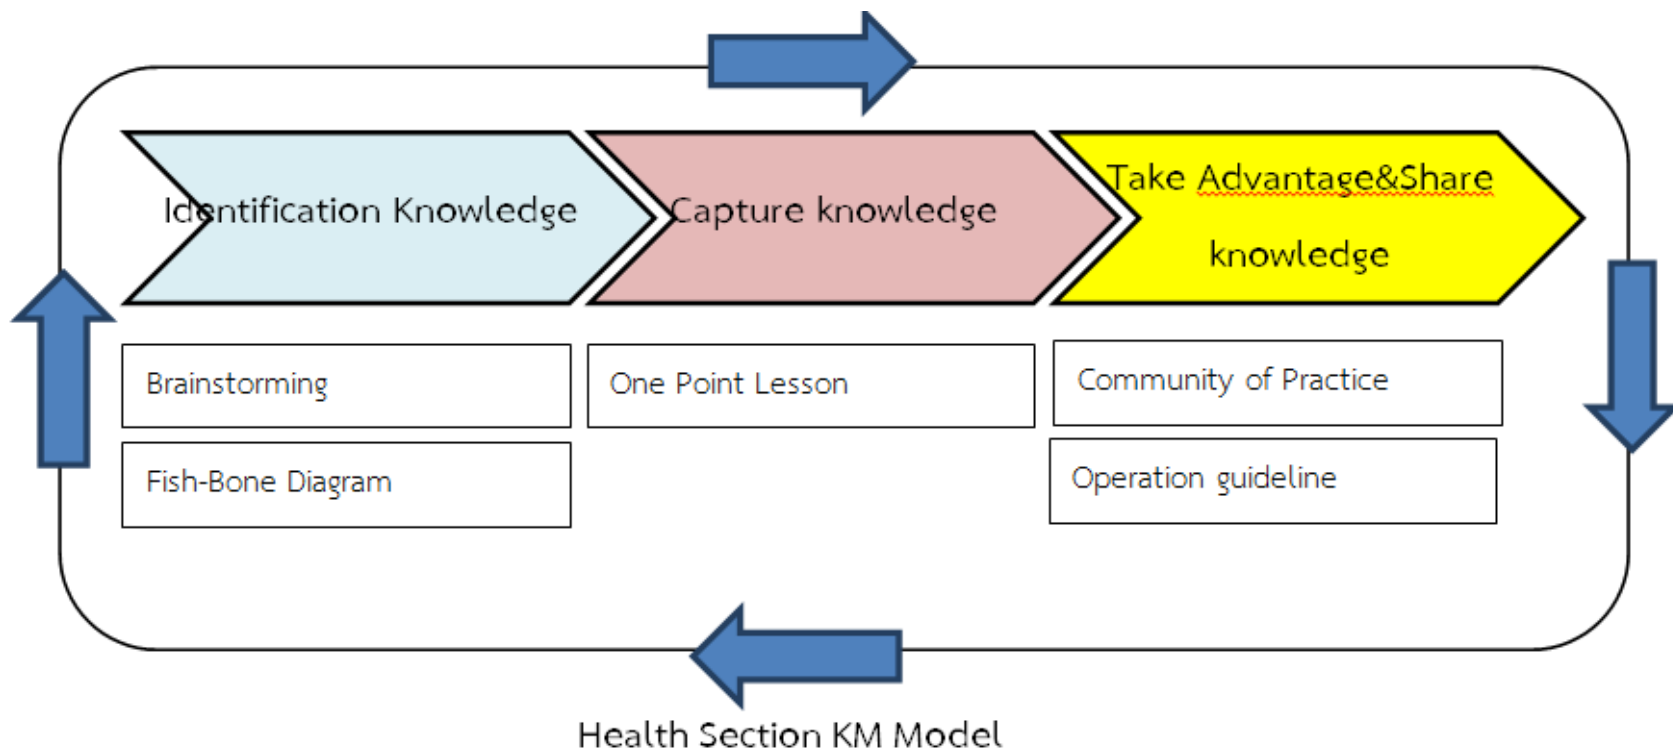 Identification Knowledge
Capture knowledge
Take Advantage&Share
knowledge
Brainstorming
One Point Lesson
Community of Practice
Fish-Bone Diagram
Operation guideline
Health Section KM Model